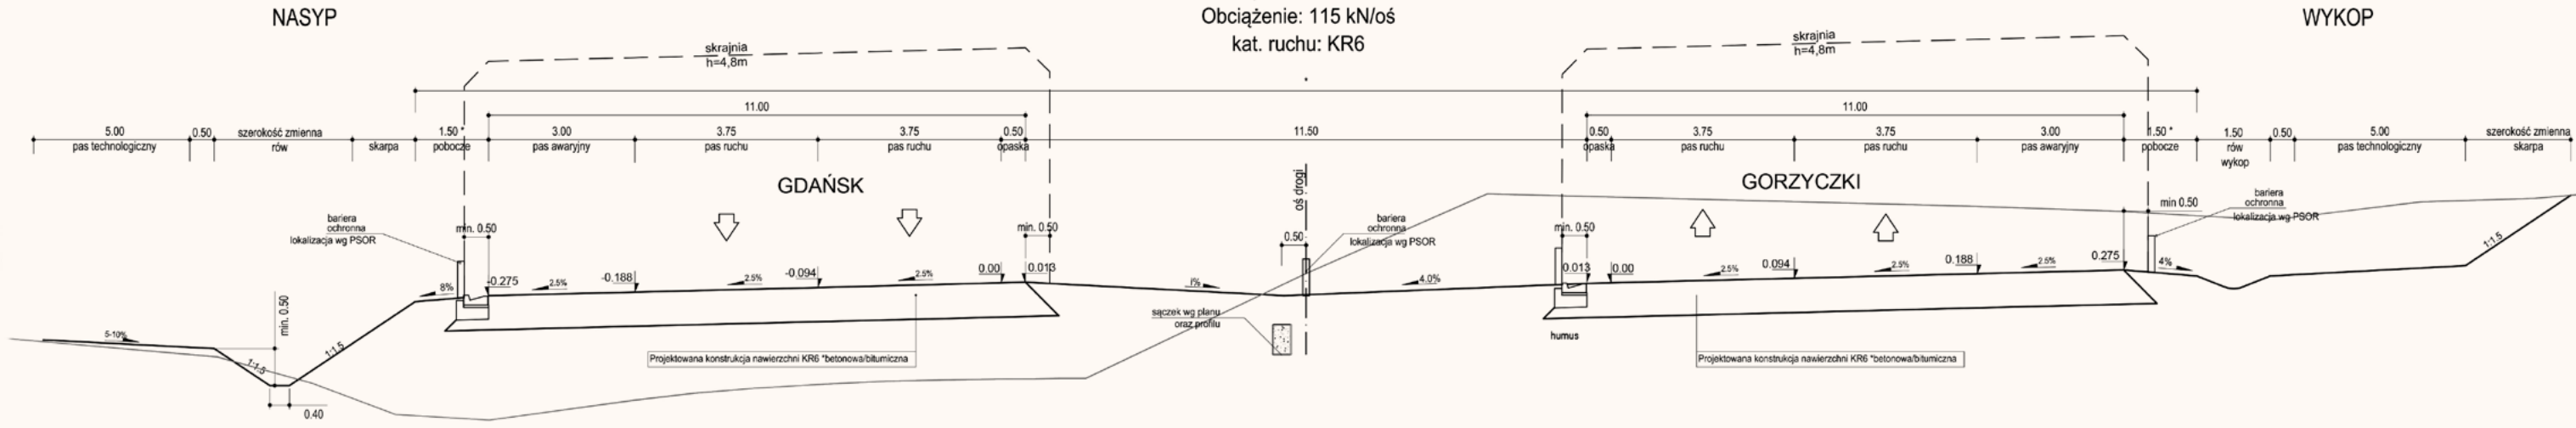 NASYP
Obciążenie: 115 kN/oś
kat. ruchu: KR6
WYKOP
skrajnia
h=4,8m
skrajnia
h=4,8m
11.00
11.00
5.00
0.50
szerokość zmienna
1.50 *
3.00
3.75
3.75
0.50
11.50
0.50
3.75
3.75
3.00
1.50 *
1.50
0.50
5.00
szerokość zmienna
pas technologiczny
rów
skarpa
pobocze
pas awaryjny
pas ruchu
pas ruchu
opaska
opaska
pas ruchu
pas ruchu
pas awaryjny
pobocze
rów
wykop
pas technologiczny
skarpa
GDAŃSK
GORZYCZKI
oś drogi
bariera
ochronna
lokalizacja wg PSOR
min. 0.50
min. 0.50
0.50
bariera
ochronna
lokalizacja wg PSOR
min. 0.50
min 0.50
bariera
ochronna
lokalizacja wg PSOR
8%
-0.275
2.5%
-0.188
2.5%
-0.094
2.5%
0.00
0.013
4.0%
0.013
0.00
2.5%
0.094
2.5%
0.188
2.5%
0.275
4%
1:1.5
5-10%
1:1.5
min. 0.50
1:1.5
0.40
sączek wg planu
oraz profilu
humus
Projektowana konstrukcja nawierzchni KR6 *betonowa/bitumiczna
Projektowana konstrukcja nawierzchni KR6 *betonowa/bitumiczna